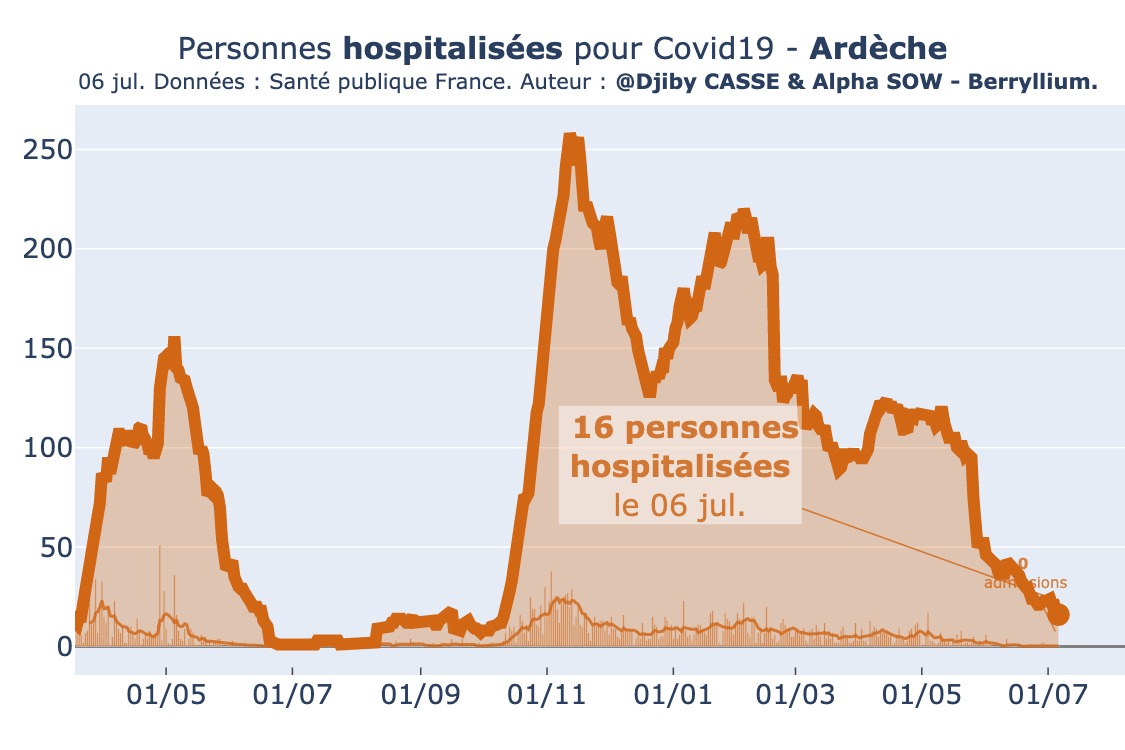 Personnes hospitalisées pour Covid19 - Ardèche
06 jul. Données : Santé publique France. Auteur : @Djiby CASSE & Alpha SOW - Berryllium.
250
200
150
100
50
0
16 personnes
hospitalisées
le 06 jul.
0
admissions
01/05 01/07 01/09 01/11 01/01 01/03 01/05 01/07